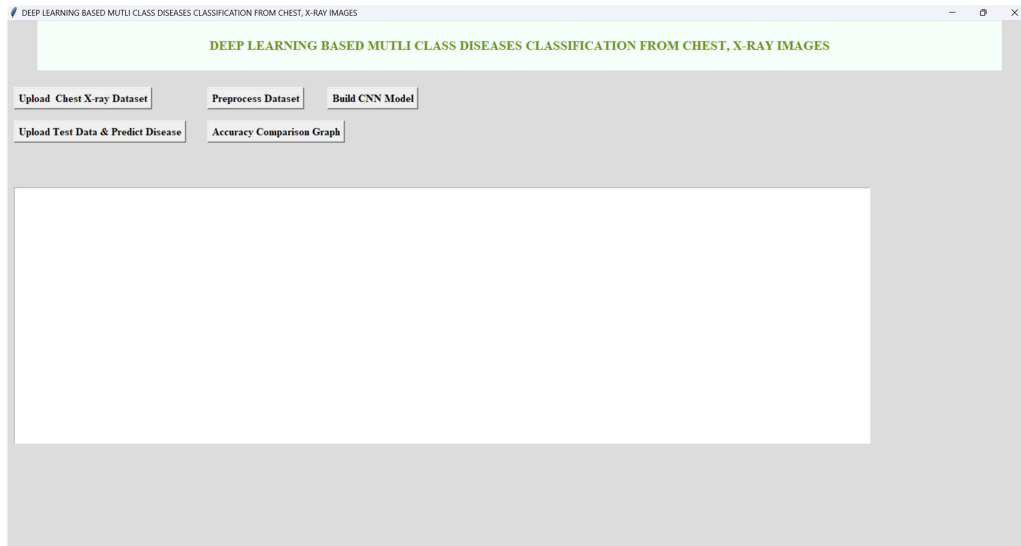 DEEP LEARNING BASED MUTLI CLASS DISEASES CLASSIFICATION FROM CHEST, X-RAY IMAGES
DEEP LEARNING BASED MUTLI CLASS DISEASES CLASSIFICATION FROM CHEST, X-RAY IMAGES
Upload Chest X-ray Dataset Preprocess Dataset Build CNN Model
Upload Test Data & Predict Disease Accuracy Comparison Graph